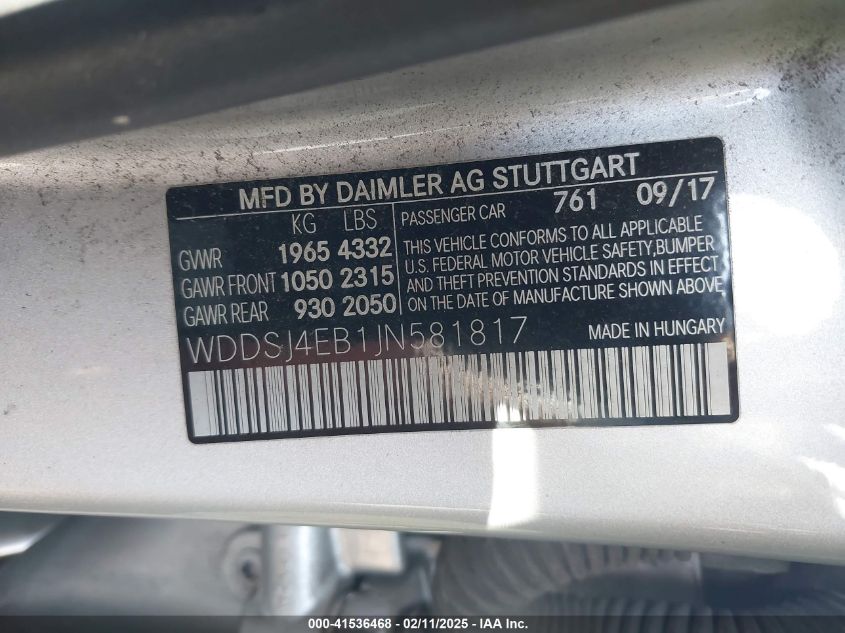 MFD BY DAIMLER AG STUTTGART
KG LBS
GVWR 1965 4332
GAWR FRONT 1050 2315
GAWR REAR 930 2050
PASSENGER CAR 761 09/17
THIS VEHICLE CONFORMS TO ALL APPLICABLE
U.S. FEDERAL MOTOR VEHICLE SAFETY,BUMPER
AND THEFT PREVENTION STANDARDS IN EFFECT
ON THE DATE OF MANUFACTURE SHOWN ABOVE
WDDSJ4EB1JN581817
MADE IN HUNGARY
000-41536468 - 02/11/2025 - IAA Inc.